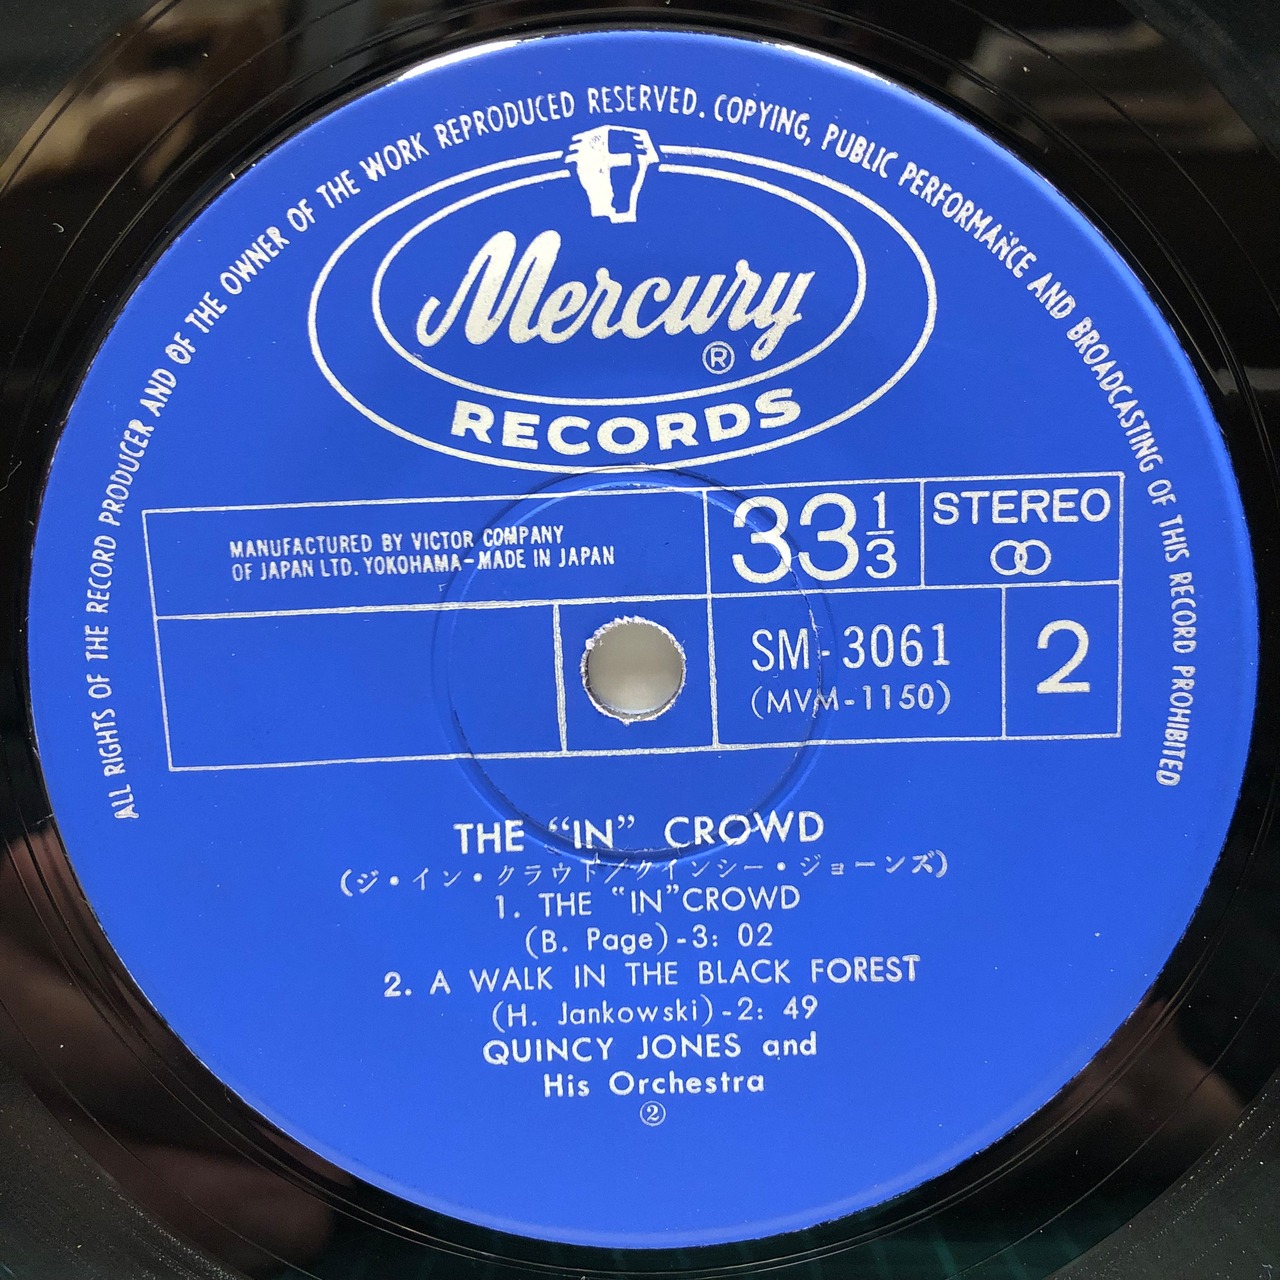 ALL RIGHTS OF THE RECORD PRODUCER AND OF THE OWNER OF THE WORK REPRODUCED RESERVED. COPYING, PUBLIC PERFORMANCE AND BROADCASTING OF THIS RECORD PROHIBITED
Mercury
®
RECORDS
MANUFACTURED BY VICTOR COMPANY
OF JAPAN LTD. YOKOHAMA-MADE IN JAPAN
33 1/3
STEREO
SM-3061
(MVM-1150)
2
THE “IN” CROWD
(ジ・イン・クラウド/クインシー・ジョーンズ)
1. THE “IN” CROWD
(B. Page)-3: 02
2. A WALK IN THE BLACK FOREST
(H. Jankowski)-2: 49
QUINCY JONES and
His Orchestra
②